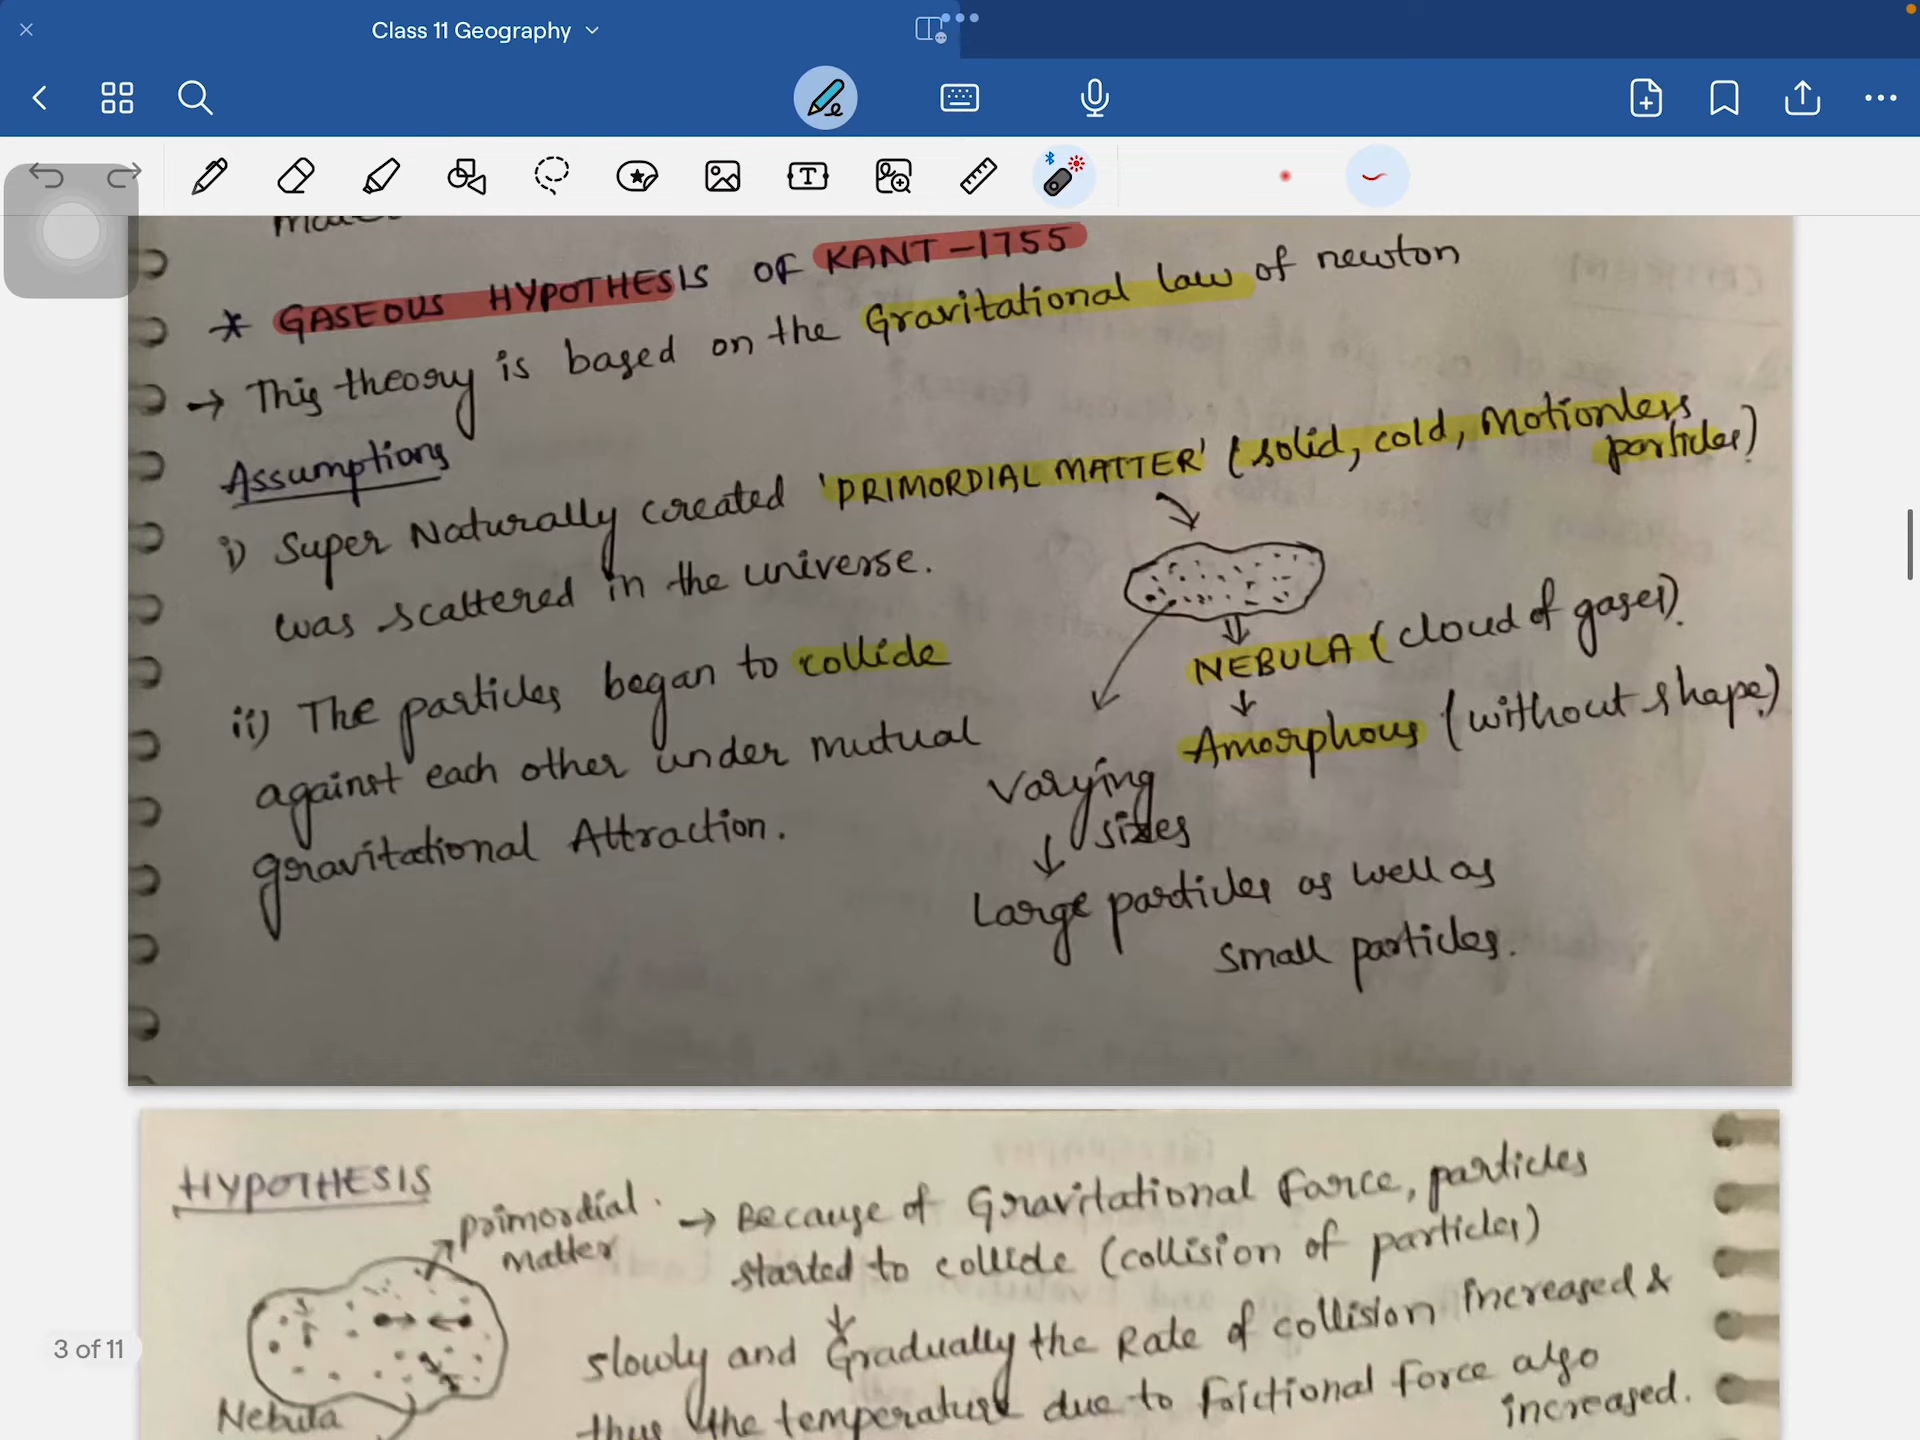 Class 11 Geography
* GASEOUS HYPOTHESIS OF KANT-1755
→ This theory is based on the Gravitational law of newton
Assumptions
i) Super Naturally created 'PRIMORDIAL MATTER' (solid, cold, Motionless particles)
was scattered in the universe.
NEBULA (cloud of gases).
ii) The particles began to collide
Amorphous (without shape)
against each other under mutual
gravitational Attraction.
Varying
sizes
Large particles as well as
small particles.
HYPOTHESIS
primordial
matter
→ Because of Gravitational Force, particles
started to collide (collision of particles)
slowly and Gradually the Rate of collision increased &
thus the temperature due to frictional force also
increased.
Nebula
3 of 11